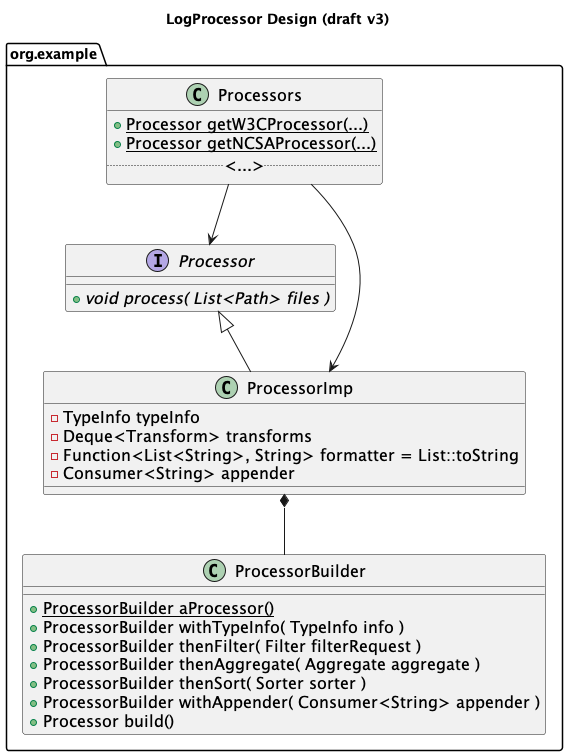 LogProcessor Design (draft v3)
org.example
C Processors
Processor getW3CProcessor(...)
Processor getNCSAProcessor(...)
<...>
I Processor
void process( List<Path> files )
C ProcessorImp
TypeInfo typeInfo
Deque<Transform> transforms
Function<List<String>, String> formatter = List::toString
Consumer<String> appender
C ProcessorBuilder
ProcessorBuilder aProcessor()
ProcessorBuilder withTypeInfo( TypeInfo info )
ProcessorBuilder thenFilter( Filter filterRequest )
ProcessorBuilder thenAggregate( Aggregate aggregate )
ProcessorBuilder thenSort( Sorter sorter )
ProcessorBuilder withAppender( Consumer<String> appender )
Processor build()